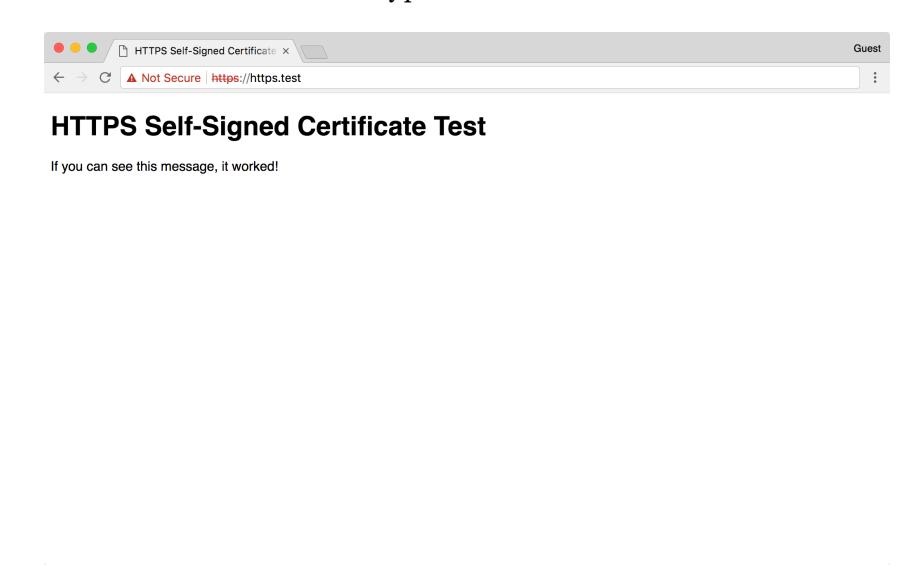 HTTPS Self-Signed Certificate ×
Guest
Not Secure | https://https.test
HTTPS Self-Signed Certificate Test
If you can see this message, it worked!